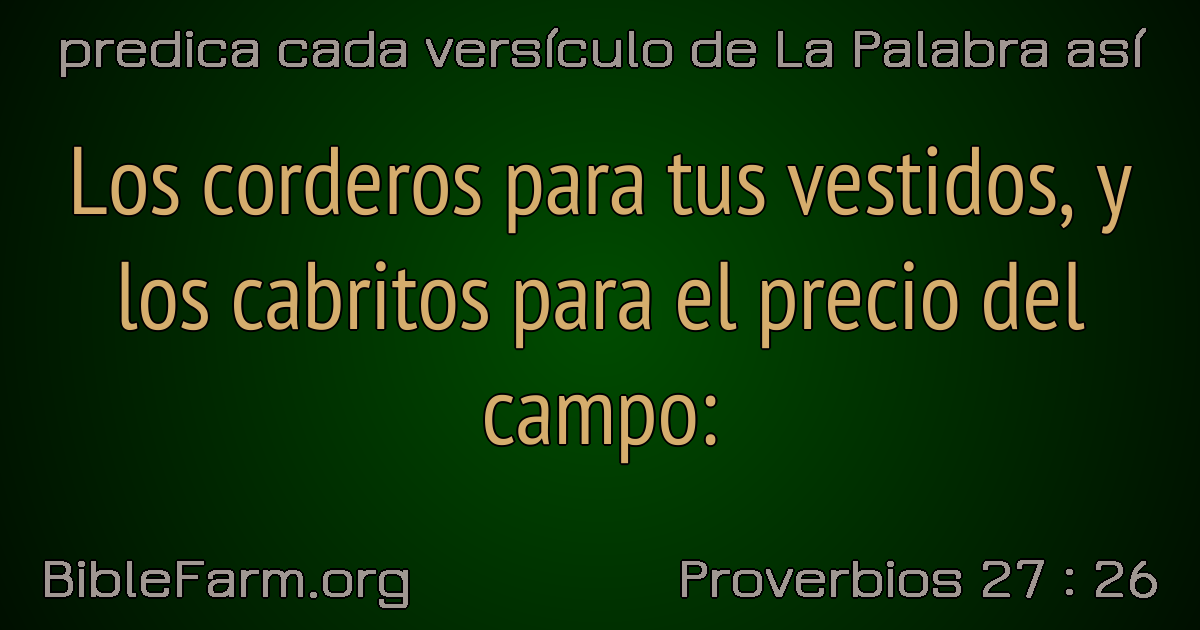 predica cada versículo de La Palabra así
Los corderos para tus vestidos, y
los cabritos para el precio del
campo:
BibleFarm.org
Proverbios 27 : 26